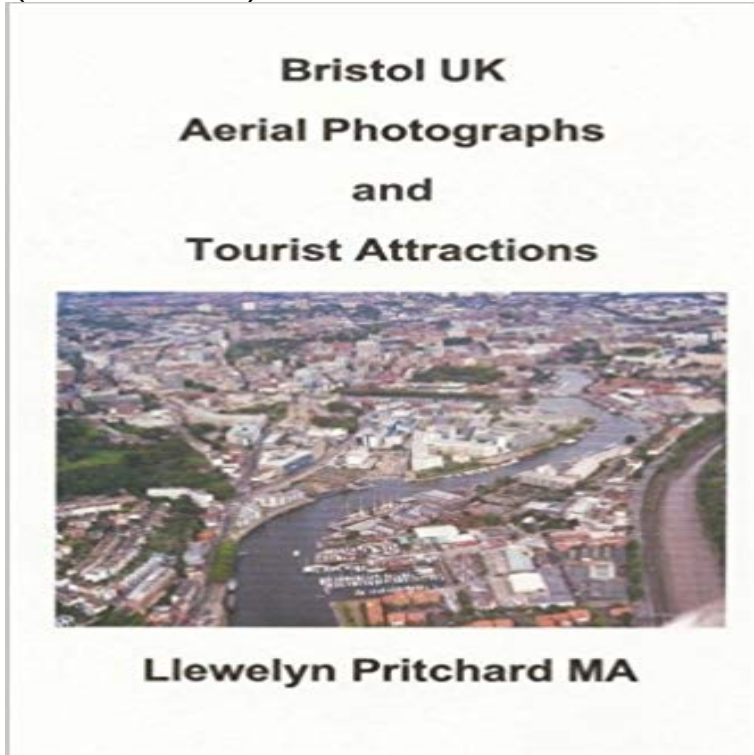 Bristol UK
Aerial Photographs
and
Tourist Attractions
Llewelyn Pritchard MA